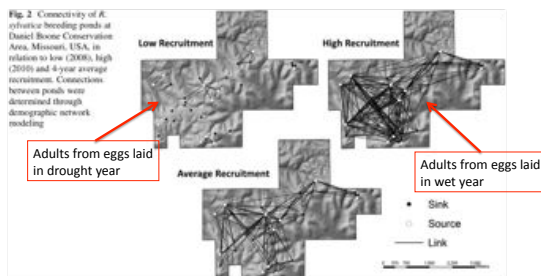 Fig. 2 Connectivity of R.
sylvatica breeding ponds at
Daniel Boone Conservation
Area, Missouri, USA, in
relation to low (2008), high
(2010) and 4-year average
recruitment. Connections
between ponds were
determined through
demographic network
modeling
Low Recruitment
High Recruitment
Adults from eggs laid
in drought year
Adults from eggs laid
in wet year
Average Recruitment
Sink
Source
Link